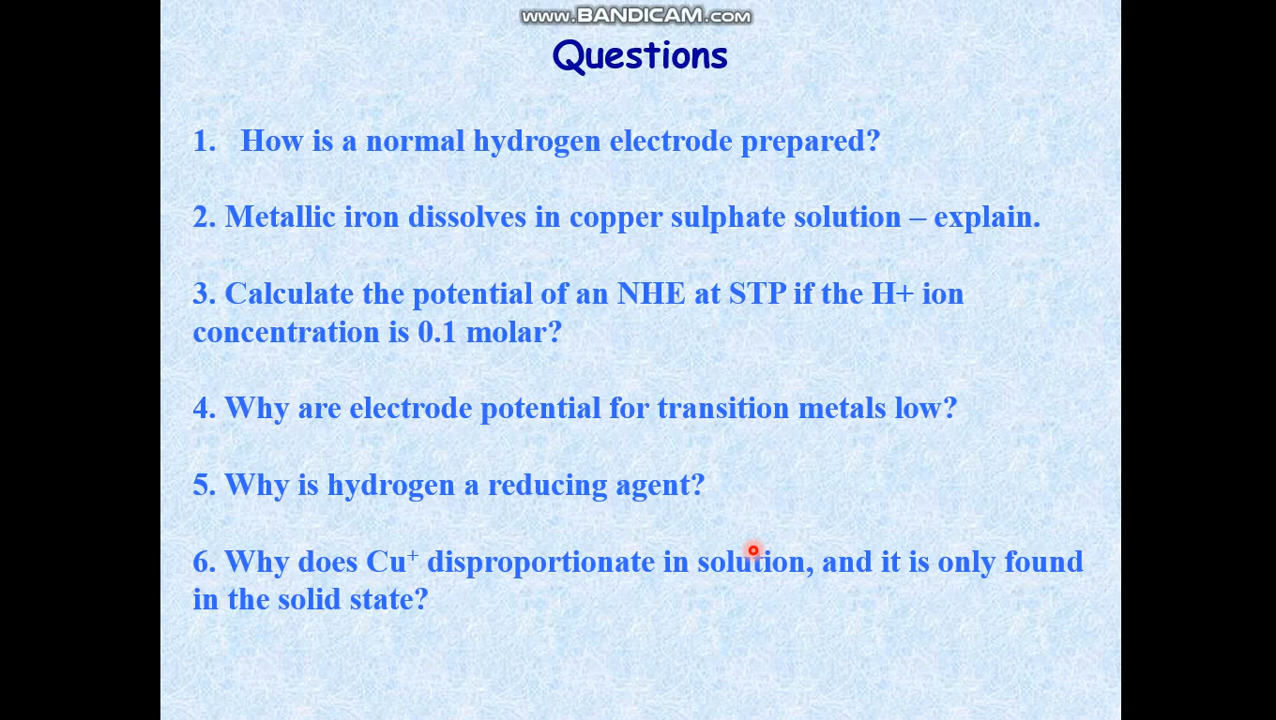 www.BANDICAM.com
Questions
1. How is a normal hydrogen electrode prepared?
2. Metallic iron dissolves in copper sulphate solution – explain.
3. Calculate the potential of an NHE at STP if the H+ ion
concentration is 0.1 molar?
4. Why are electrode potential for transition metals low?
5. Why is hydrogen a reducing agent?
6. Why does Cu⁺ disproportionate in solution, and it is only found
in the solid state?